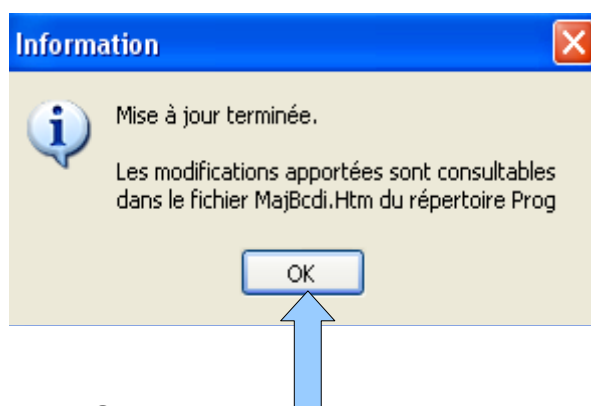 Information
Mise à jour terminée.
Les modifications apportées sont consultables
dans le fichier MajBcdi.Htm du répertoire Prog
OK